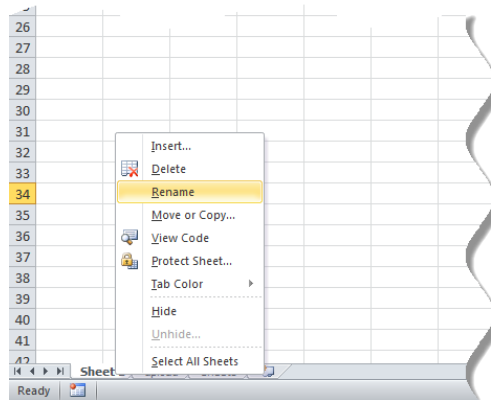 26
27
28
29
30
31
32
33
34
35
36
37
38
39
40
41
Insert...
Delete
Rename
Move or Copy...
View Code
Protect Sheet...
Tab Color
Hide
Unhide...
Select All Sheets
Sheet
Ready